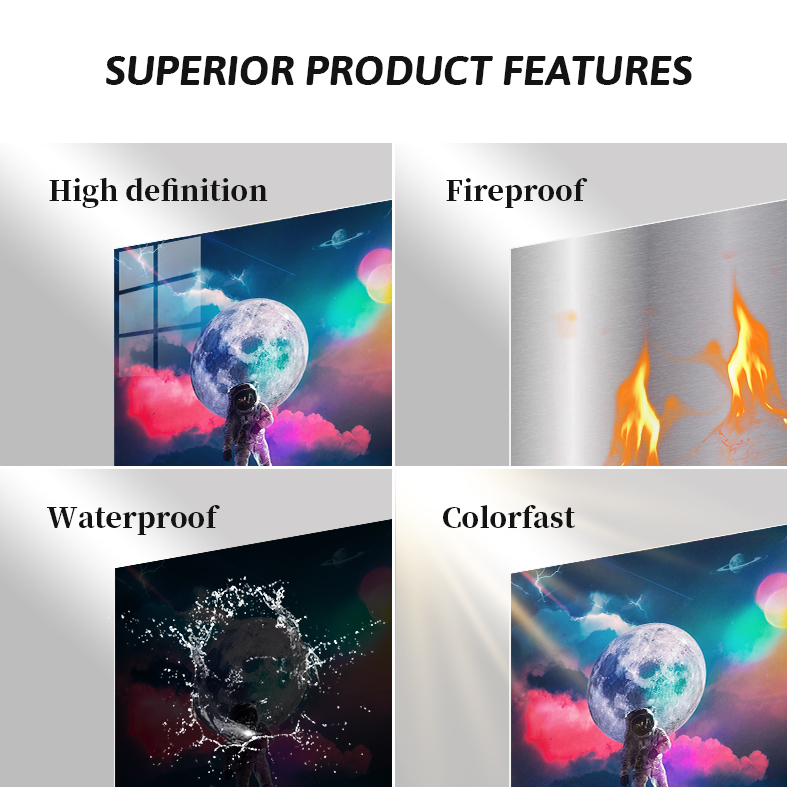 SUPERIOR PRODUCT FEATURES
High definition
Fireproof
Waterproof
Colorfast